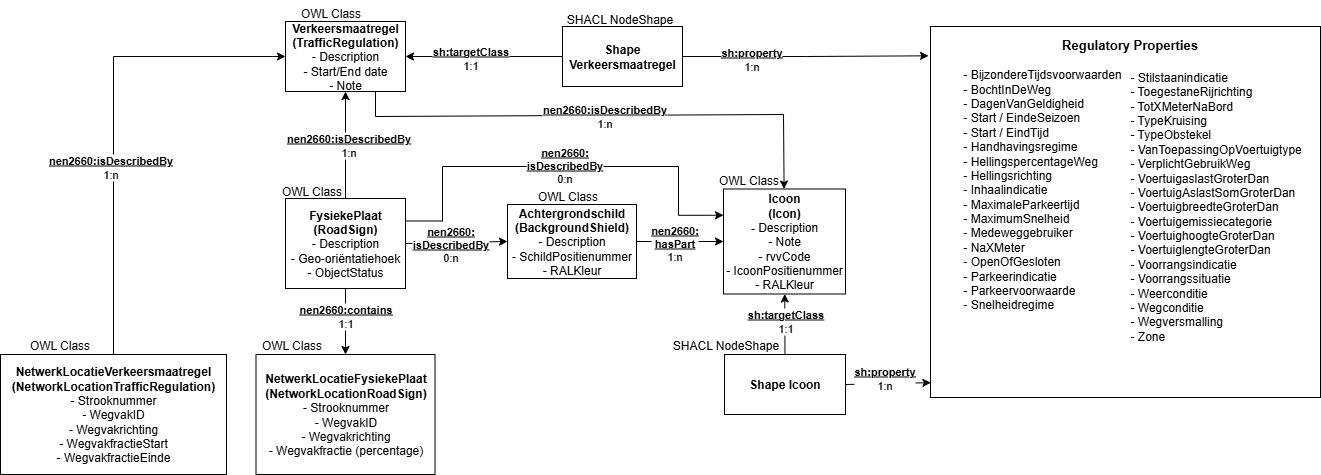 OWL Class
Verkeersmaatregel
(TrafficRegulation)
- Description
- Start/End date
- Note
sh:targetClass
1:1
SHACL NodeShape
Shape
Verkeersmaatregel
sh:property
1:n
Regulatory Properties
- BijzondereTijdsvoorwaarden
- BochtInDeWeg
- DagenVanGeldigheid
- Start / EindeSeizoen
- Start / EindTijd
- Handhavingsregime
- HellingspercentageWeg
- Hellingsrichting
- Inhaalindicatie
- MaximaleParkeertijd
- MaximumSnelheid
- Medeweggebruiker
- NaXMeter
- OpenOfGesloten
- Parkeerindicatie
- Parkeervoorwaarde
- Snelheidregime
- Stilstaanindicatie
- ToegestaneRijrichting
- TotXMeterNaBord
- TypeKruising
- TypeObstekel
- VanToepassingOpVoertuigtype
- VerplichtGebruikWeg
- VoertuigaslastGroterDan
- VoertuigAslastSomGroterDan
- VoertuigbreedteGroterDan
- Voertuigemissiecategorie
- VoertuighoogteGroterDan
- VoertuiglengteGroterDan
- Voorrangsindicatie
- Voorrangssituatie
- Weerconditie
- Wegconditie
- Wegversmalling
- Zone
nen2660:isDescribedBy
1:n
nen2660:isDescribedBy
1:n
nen2660:isDescribedBy
1:n
nen2660:
isDescribedBy
0:n
OWL Class
FysiekePlaat
(RoadSign)
- Description
- Geo-oriëntatiehoek
- ObjectStatus
nen2660:
isDescribedBy
0:n
OWL Class
Achtergrondschild
(BackgroundShield)
- Description
- SchildPositienummer
- RALKleur
nen2660:
hasPart
1:n
OWL Class
Icoon
(Icon)
- Description
- Note
- rvvCode
- IcoonPositienummer
- RALKleur
nen2660:contains
1:1
sh:targetClass
1:1
OWL Class
NetwerkLocatieVerkeersmaatregel
(NetworkLocationTrafficRegulation)
- Strooknummer
- WegvakID
- Wegvakrichting
- WegvakfractieStart
- WegvakfractieEinde
OWL Class
NetwerkLocatieFysiekePlaat
(NetworkLocationRoadSign)
- Strooknummer
- WegvakID
- Wegvakrichting
- Wegvakfractie (percentage)
SHACL NodeShape
Shape Icoon
sh:property
1:n